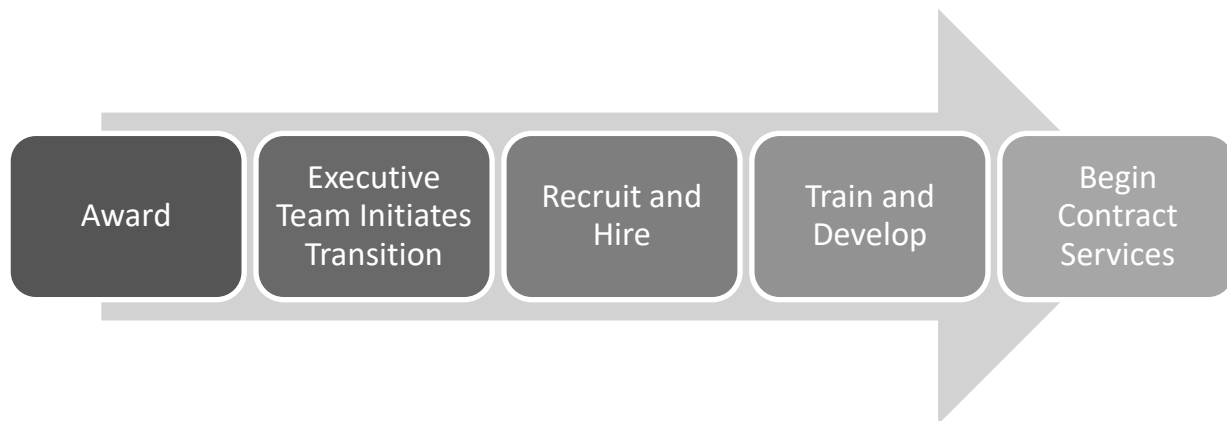 Award
Executive
Team Initiates
Transition
Recruit and
Hire
Train and
Develop
Begin
Contract
Services